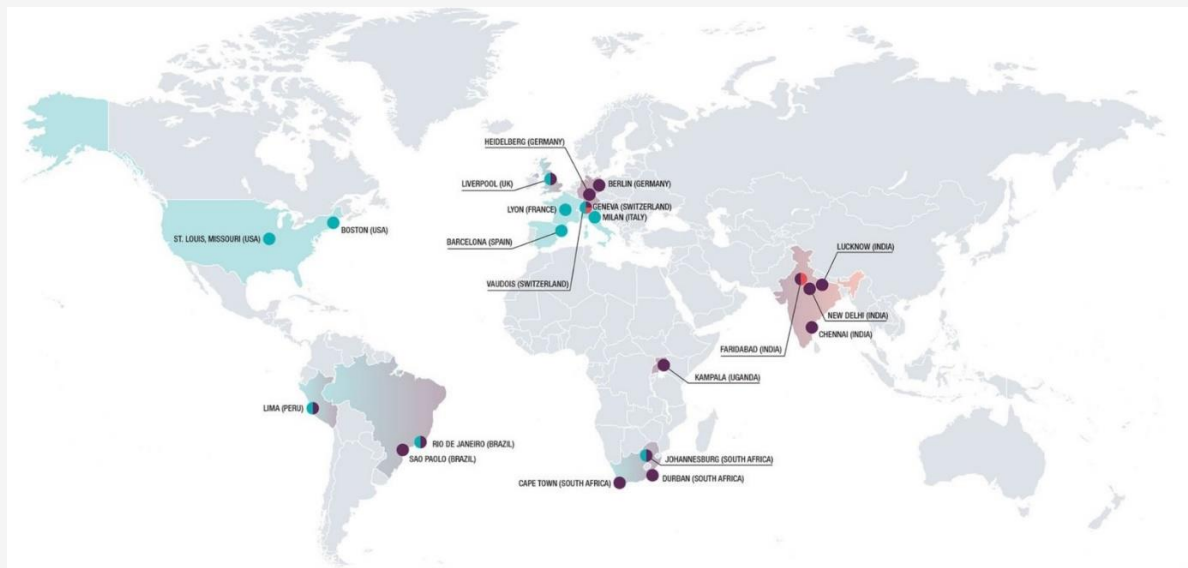 HEIDELBERG (GERMANY)
LIVERPOOL (UK)
BERLIN (GERMANY)
LYON (FRANCE)
GENEVA (SWITZERLAND)
MILAN (ITALY)
BOSTON (USA)
ST. LOUIS, MISSOURI (USA)
BARCELONA (SPAIN)
LUCKNOW (INDIA)
VAUDOIS (SWITZERLAND)
NEW DELHI (INDIA)
CHENNAI (INDIA)
FARIDABAD (INDIA)
KAMPALA (UGANDA)
LIMA (PERU)
RIO DE JANEIRO (BRAZIL)
SAO PAOLO (BRAZIL)
JOHANNESBURG (SOUTH AFRICA)
DURBAN (SOUTH AFRICA)
CAPE TOWN (SOUTH AFRICA)